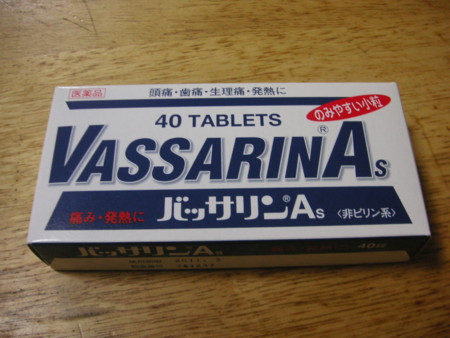 医薬品
頭痛・歯痛・生理痛・発熱に
のみやすい小粒
40 TABLETS
VASSARINAs®
痛み・発熱に
バッサリン®As
〈非ピリン系〉
バッサリンAs
40錠